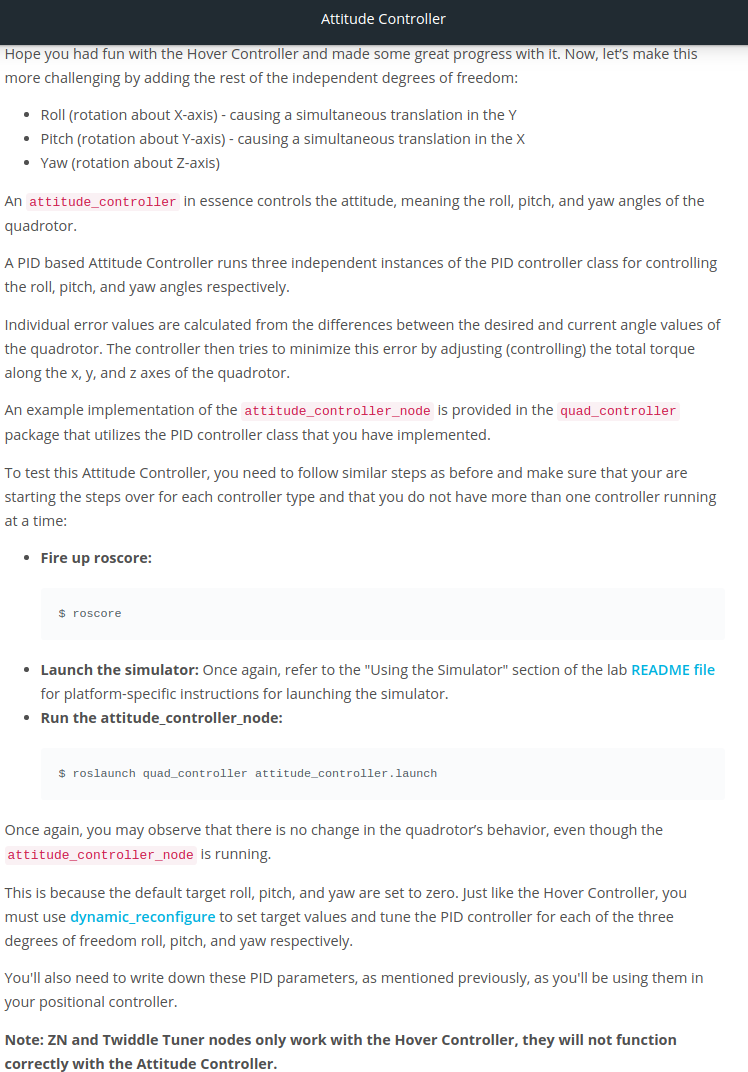 Attitude Controller
Hope you had fun with the Hover Controller and made some great progress with it. Now, let's make this
more challenging by adding the rest of the independent degrees of freedom:
• Roll (rotation about X-axis) - causing a simultaneous translation in the Y
• Pitch (rotation about Y-axis) - causing a simultaneous translation in the X
• Yaw (rotation about Z-axis)
An attitude_controller in essence controls the attitude, meaning the roll, pitch, and yaw angles of the
quadrotor.
A PID based Attitude Controller runs three independent instances of the PID controller class for controlling
the roll, pitch, and yaw angles respectively.
Individual error values are calculated from the differences between the desired and current angle values of
the quadrotor. The controller then tries to minimize this error by adjusting (controlling) the total torque
along the x, y, and z axes of the quadrotor.
An example implementation of the attitude_controller_node is provided in the quad_controller
package that utilizes the PID controller class that you have implemented.
To test this Attitude Controller, you need to follow similar steps as before and make sure that your are
starting the steps over for each controller type and that you do not have more than one controller running
at a time:
• Fire up roscore:
$ roscore
• Launch the simulator: Once again, refer to the "Using the Simulator" section of the lab README file
for platform-specific instructions for launching the simulator.
• Run the attitude_controller_node:
$ roslaunch quad_controller attitude_controller.launch
Once again, you may observe that there is no change in the quadrotor's behavior, even though the
attitude_controller_node is running.
This is because the default target roll, pitch, and yaw are set to zero. Just like the Hover Controller, you
must use dynamic_reconfigure to set target values and tune the PID controller for each of the three
degrees of freedom roll, pitch, and yaw respectively.
You'll also need to write down these PID parameters, as mentioned previously, as you'll be using them in
your positional controller.
Note: ZN and Twiddle Tuner nodes only work with the Hover Controller, they will not function
correctly with the Attitude Controller.